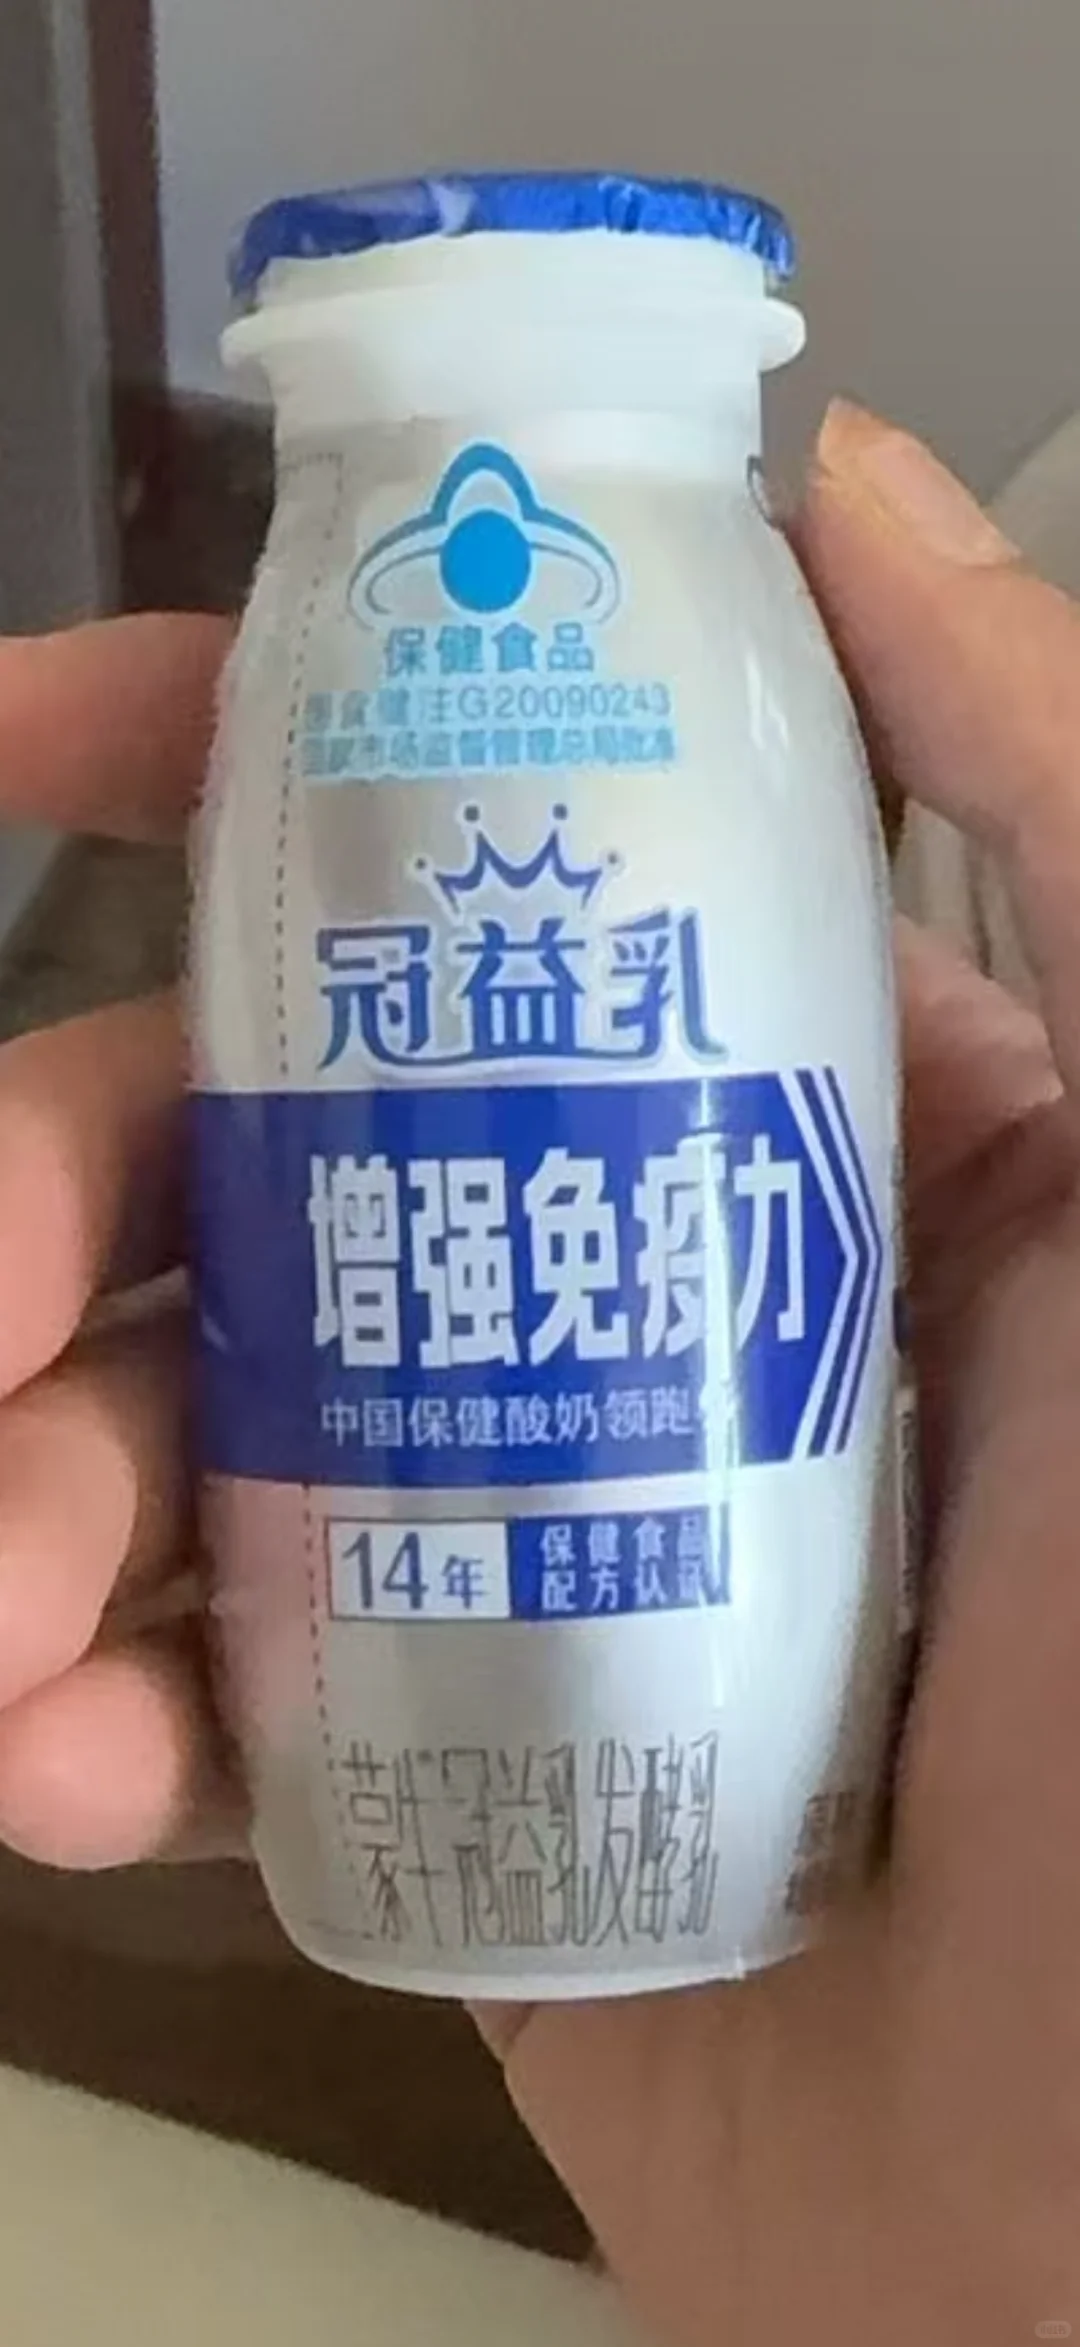 保健食品
国食健注G20090243
国家市场监督管理总局批准
冠益乳
增强免疫力
中国保健酸奶领跑
14年 保健食品
配方认证
蒙牛冠益乳发酵乳